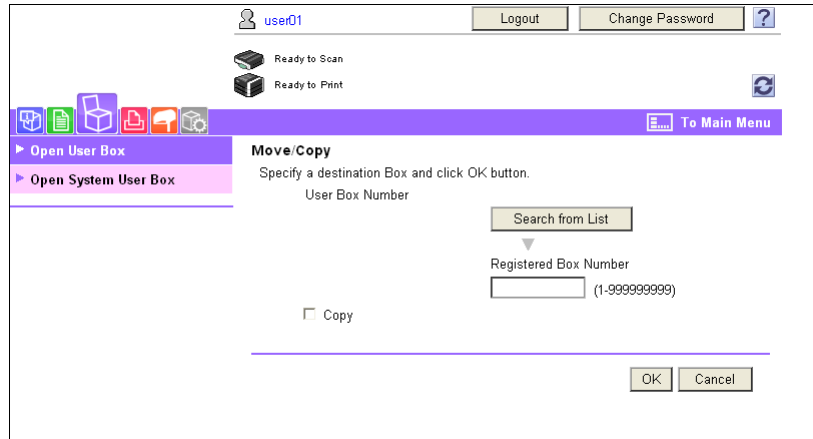 user01 Logout Change Password ?
Ready to Scan
Ready to Print
To Main Menu
Open User Box
Open System User Box
Move/Copy
Specify a destination Box and click OK button.
User Box Number
Search from List
Registered Box Number
(1-999999999)
Copy
OK Cancel